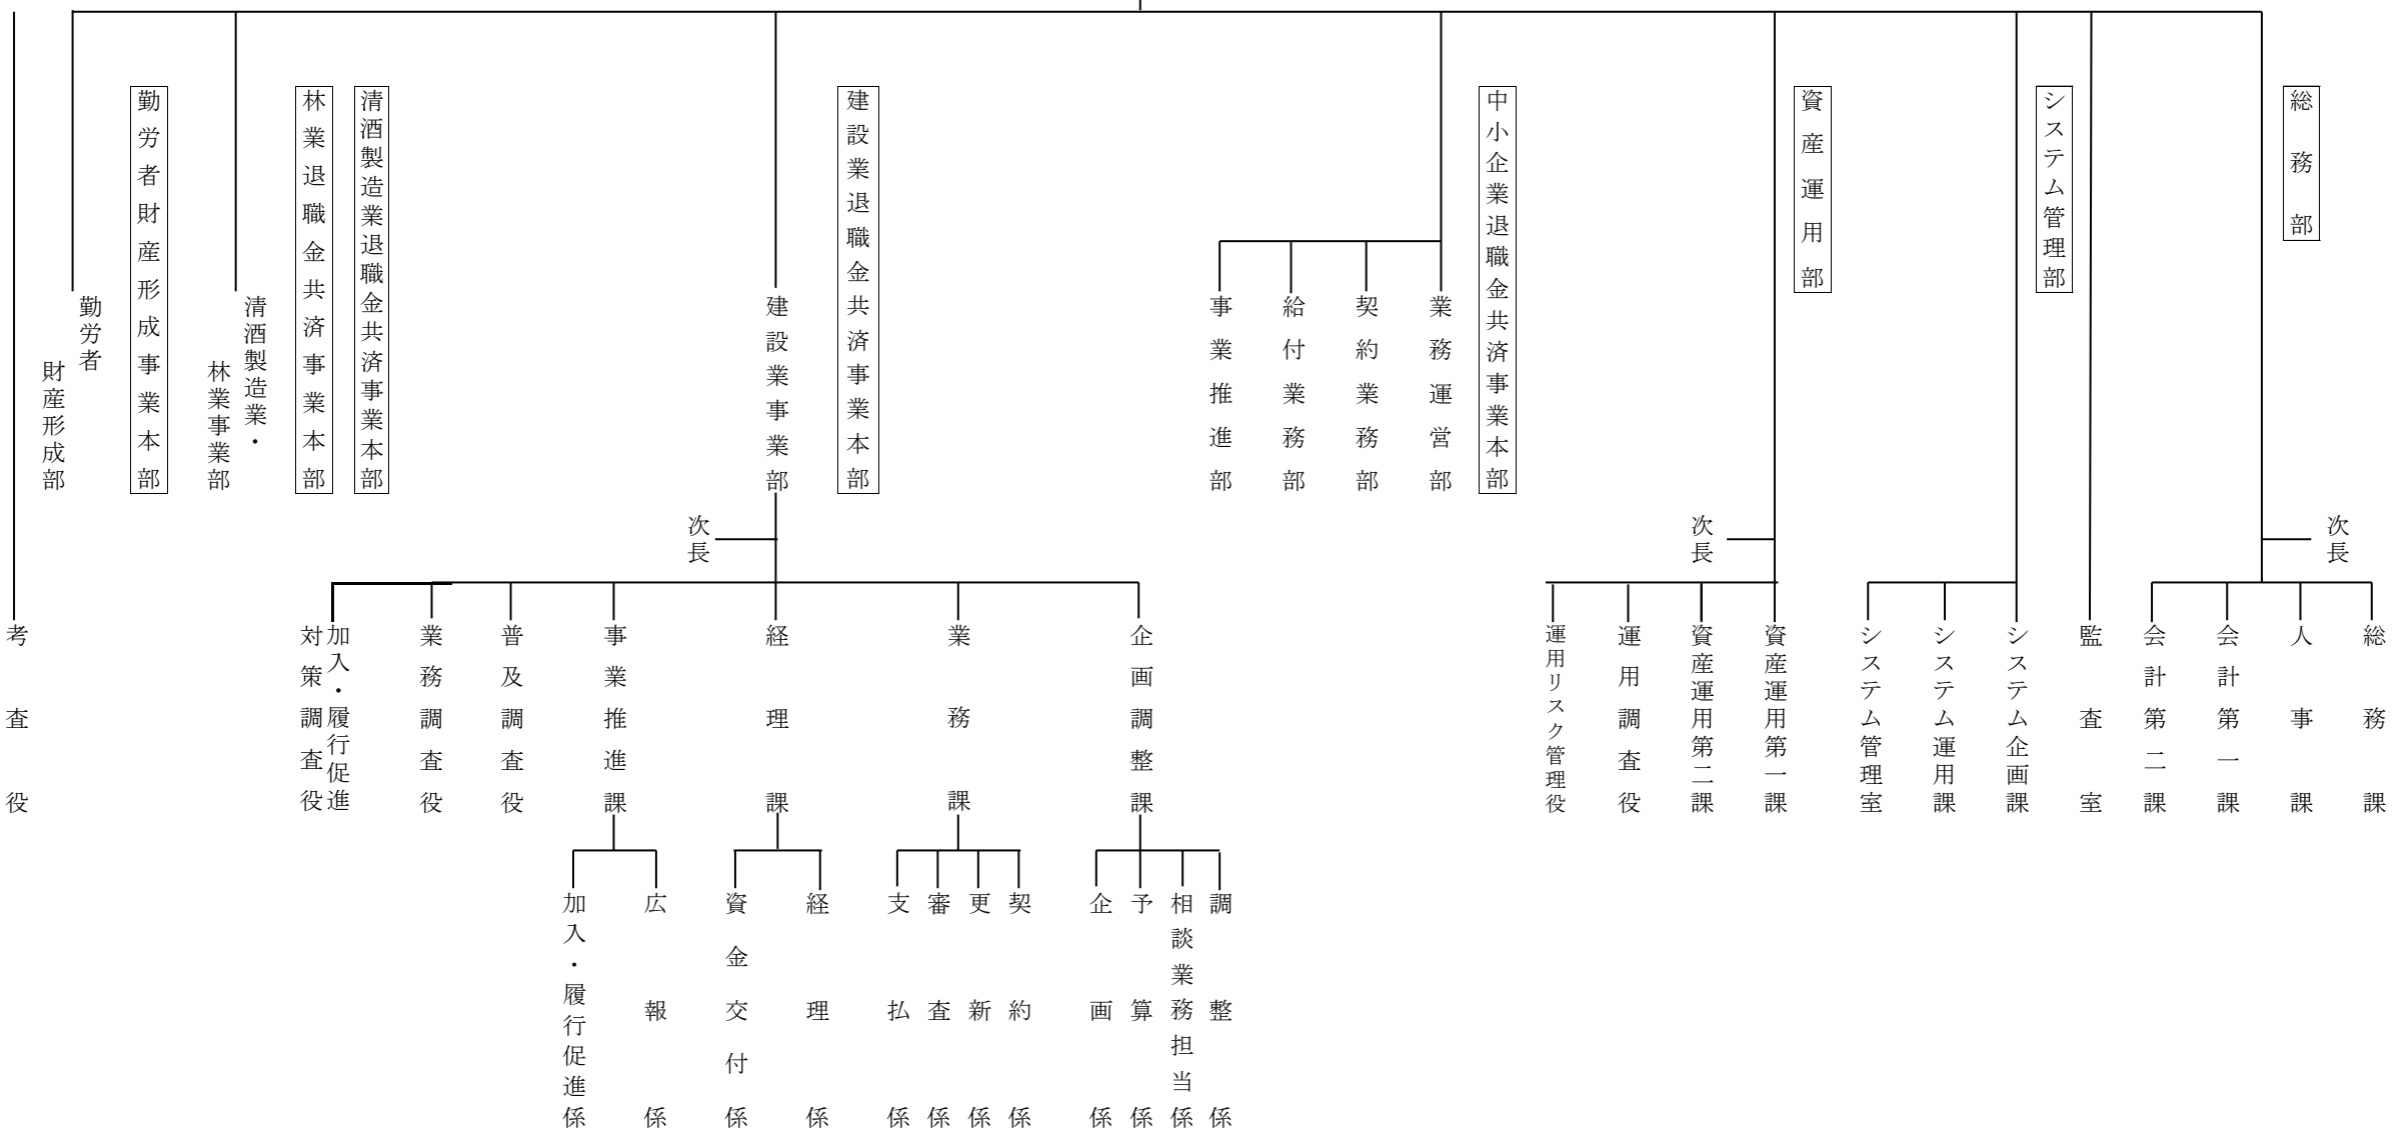 総務部
システム管理部
資産運用部
中小企業退職金共済事業本部
建設業退職金共済事業本部
清酒製造業退職金共済事業本部
林業退職金共済事業本部
勤労者財産形成事業本部
業務運営部
契約業務部
給付業務部
事業推進部
建設業事業部
清酒製造業・
林業事業部
勤労者
財産形成部
次長
次長
次長
総務課
人事課
会計第一課
会計第二課
監査室
システム企画課
システム運用課
システム管理室
資産運用第一課
資産運用第二課
運用調査役
運用リスク管理役
企画調整課
業務課
経理課
事業推進課
普及調査役
業務調査役
加入・履行促進
対策調査役
考査役
調整係
相談業務担当係
予算係
企画係
契約係
更新係
審査係
支払係
経理係
資金交付係
広報係
加入・履行促進係